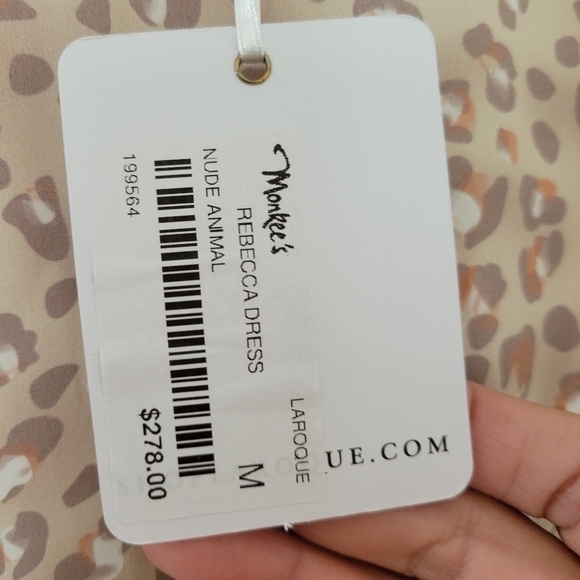 Monkee's
LAROQUE
REBECCA DRESS
M
NUDE ANIMAL
199564
$278.00
UE.COM